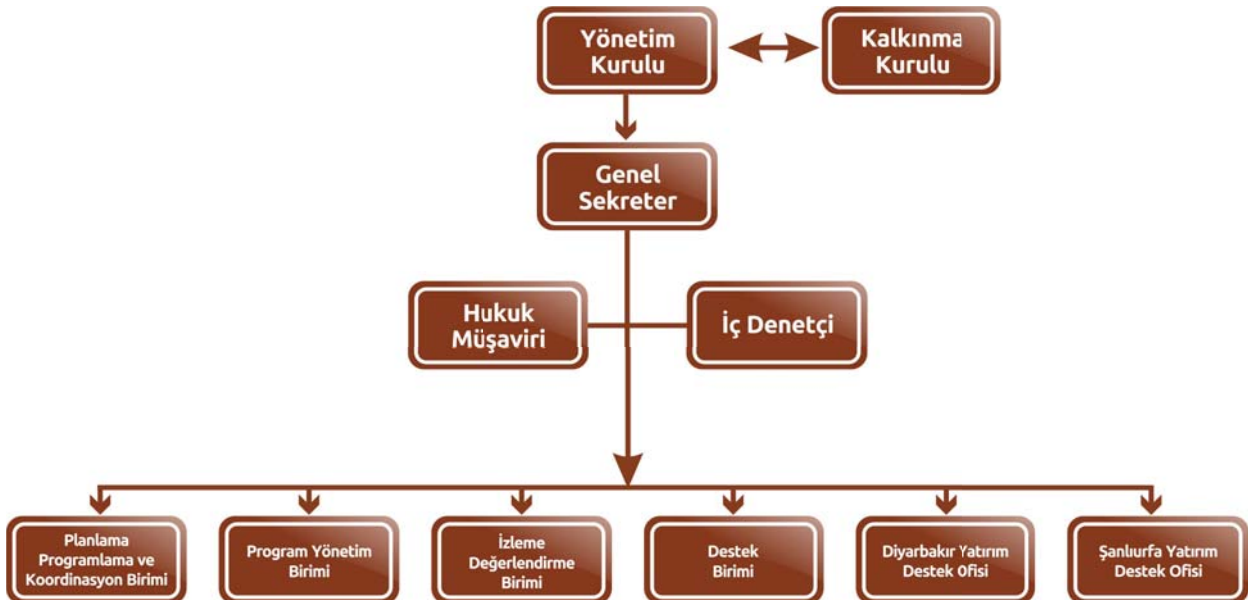 Yönetim
Kurulu
Kalkınma
Kurulu
Genel
Sekreter
Hukuk
Müşaviri
İç Denetçi
Planlama
Programlama ve
Koordinasyon Birimi
Program Yönetim
Birimi
İzleme
Değerlendirme
Birimi
Destek
Birimi
Diyarbakır Yatırım
Destek Ofisi
Şanlıurfa Yatırım
Destek Ofisi